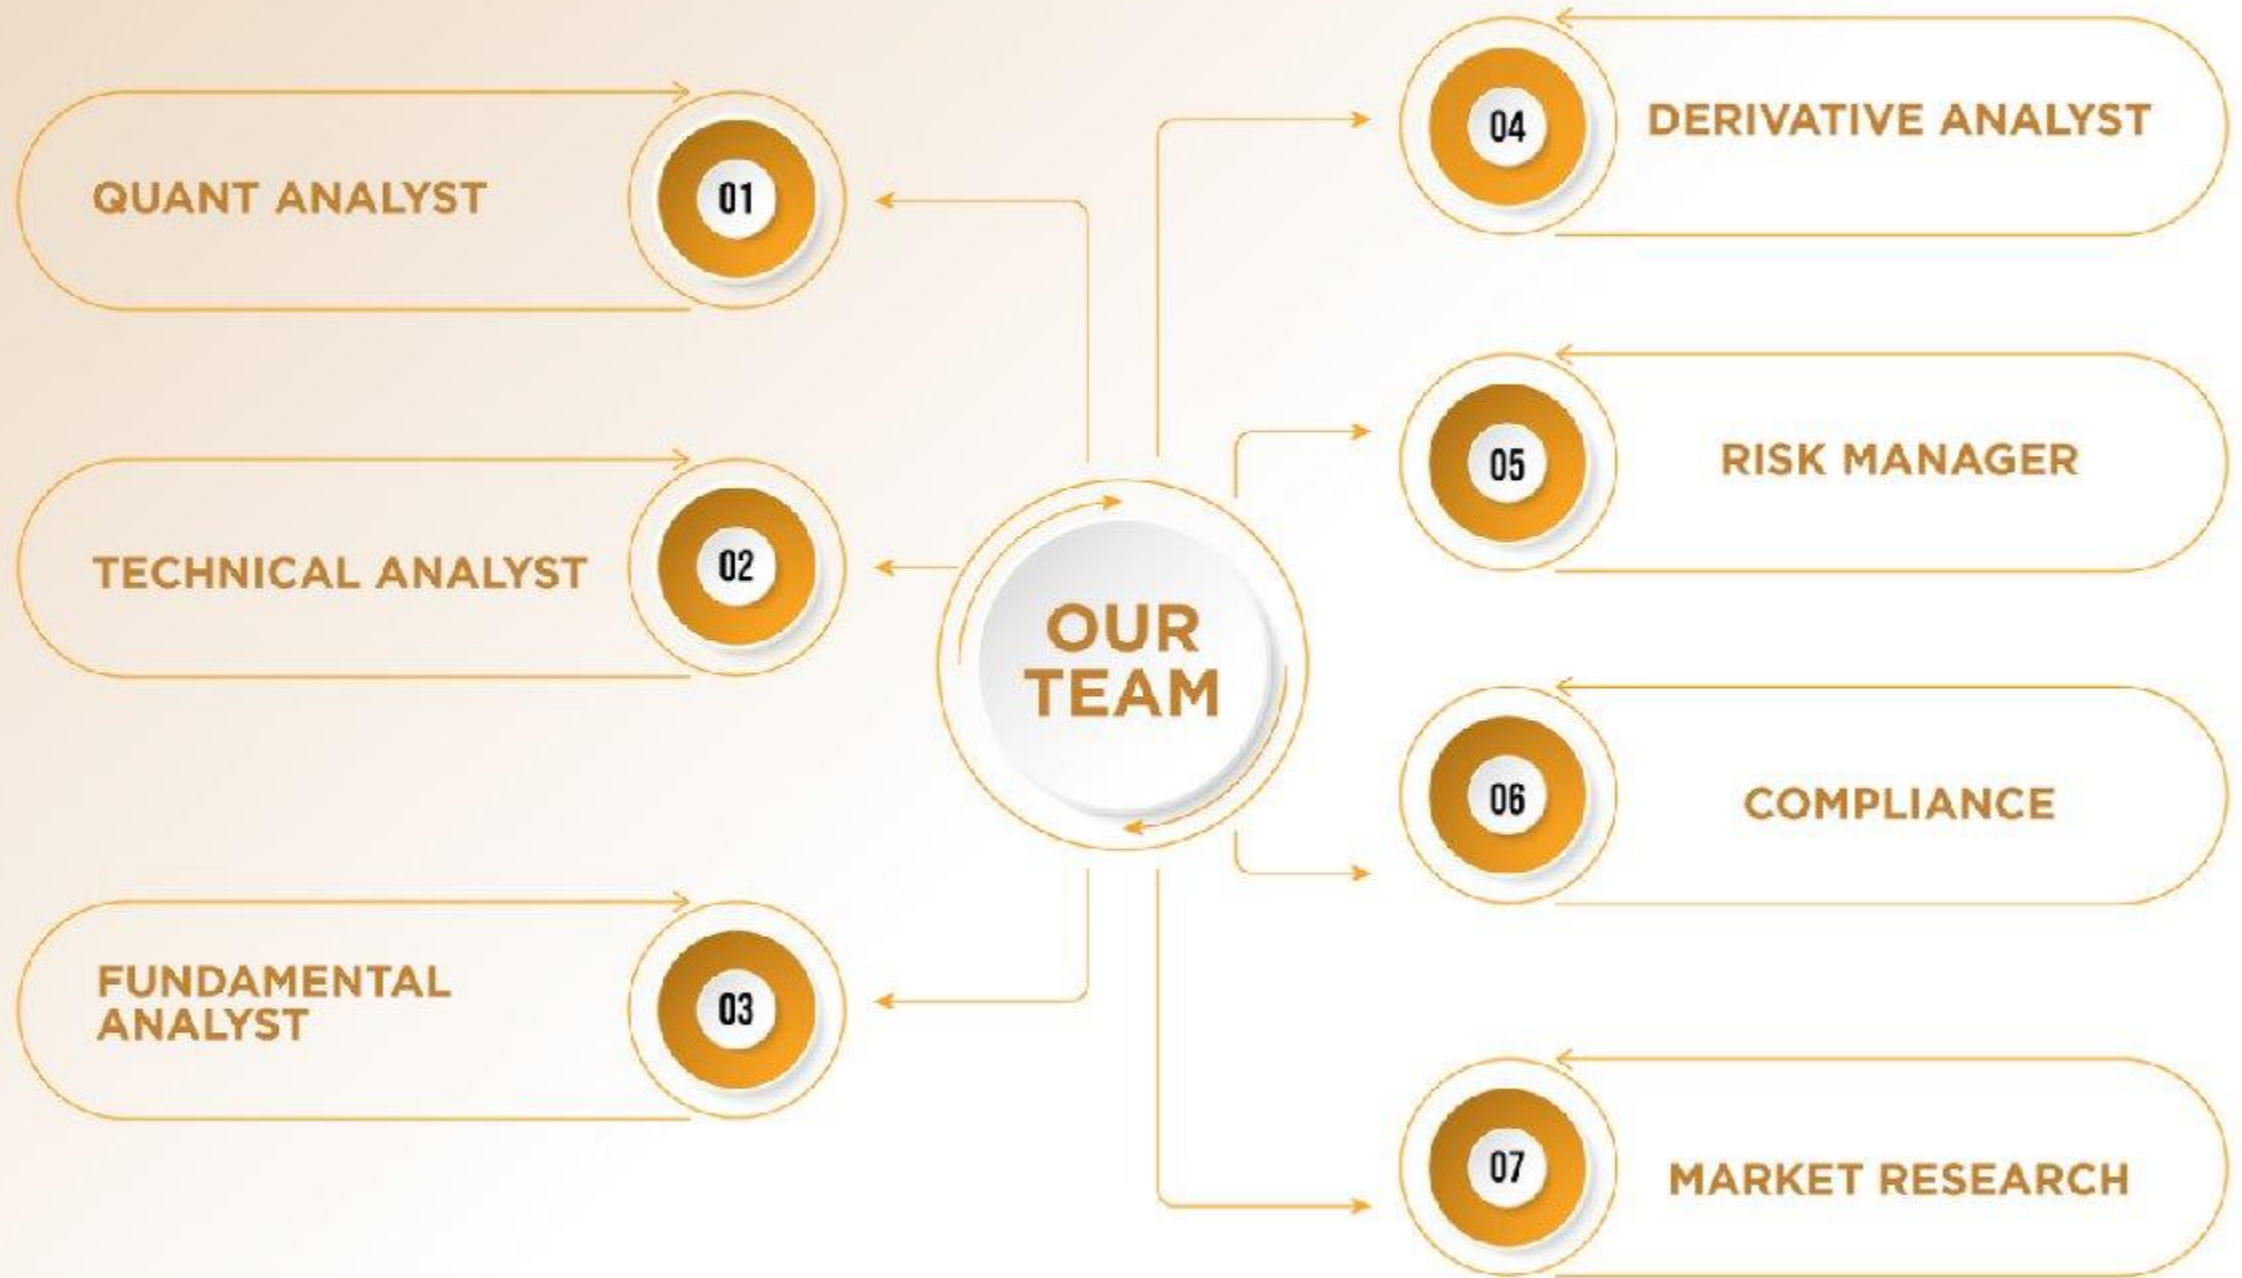 QUANT ANALYST
01
TECHNICAL ANALYST
02
FUNDAMENTAL
ANALYST
03
OUR
TEAM
04
DERIVATIVE ANALYST
05
RISK MANAGER
06
COMPLIANCE
07
MARKET RESEARCH